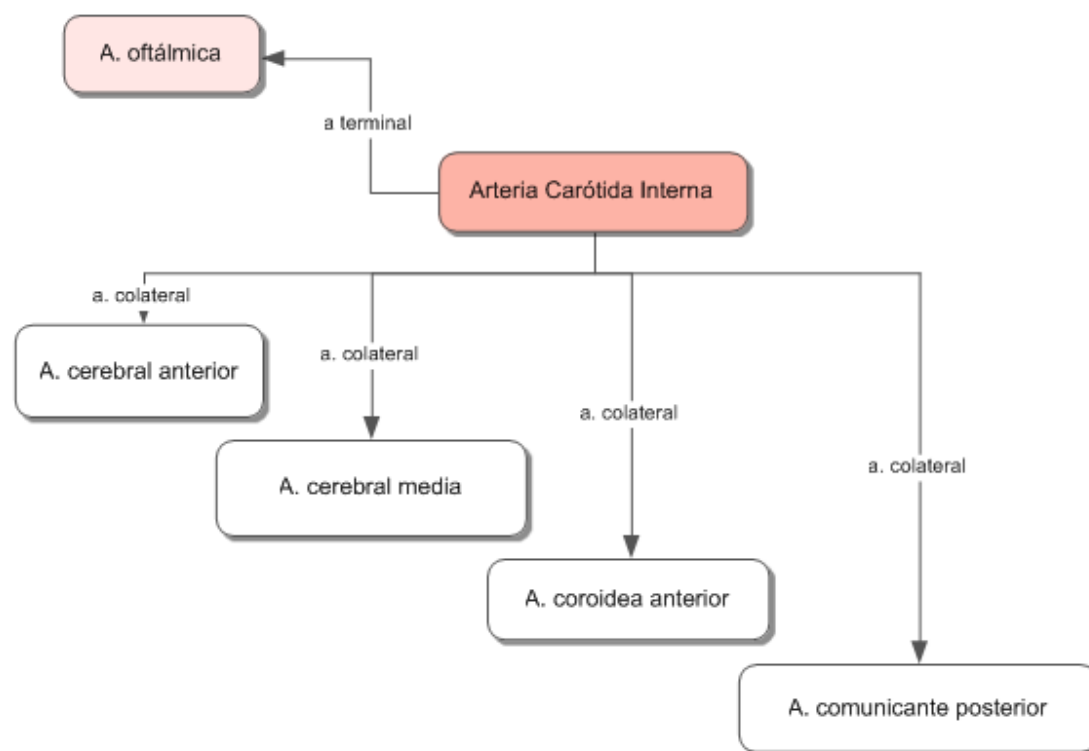 A. oftálmica
a terminal
Arteria Carótida Interna
a. colateral
A. cerebral anterior
a. colateral
A. cerebral media
a. colateral
A. coroidea anterior
a. colateral
A. comunicante posterior